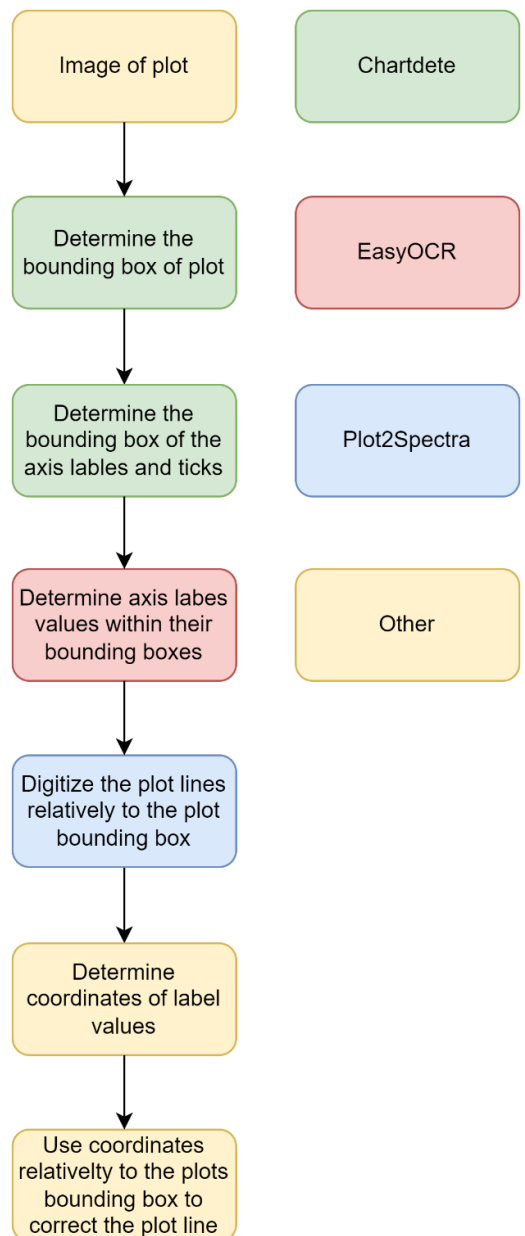 Image of plot
Chartdete
Determine the
bounding box of plot
EasyOCR
Determine the
bounding box of the
axis lables and ticks
Plot2Spectra
Determine axis labes
values within their
bounding boxes
Other
Digitize the plot lines
relatively to the plot
bounding box
Determine
coordinates of label
values
Use coordinates
relativelty to the plots
bounding box to
correct the plot line